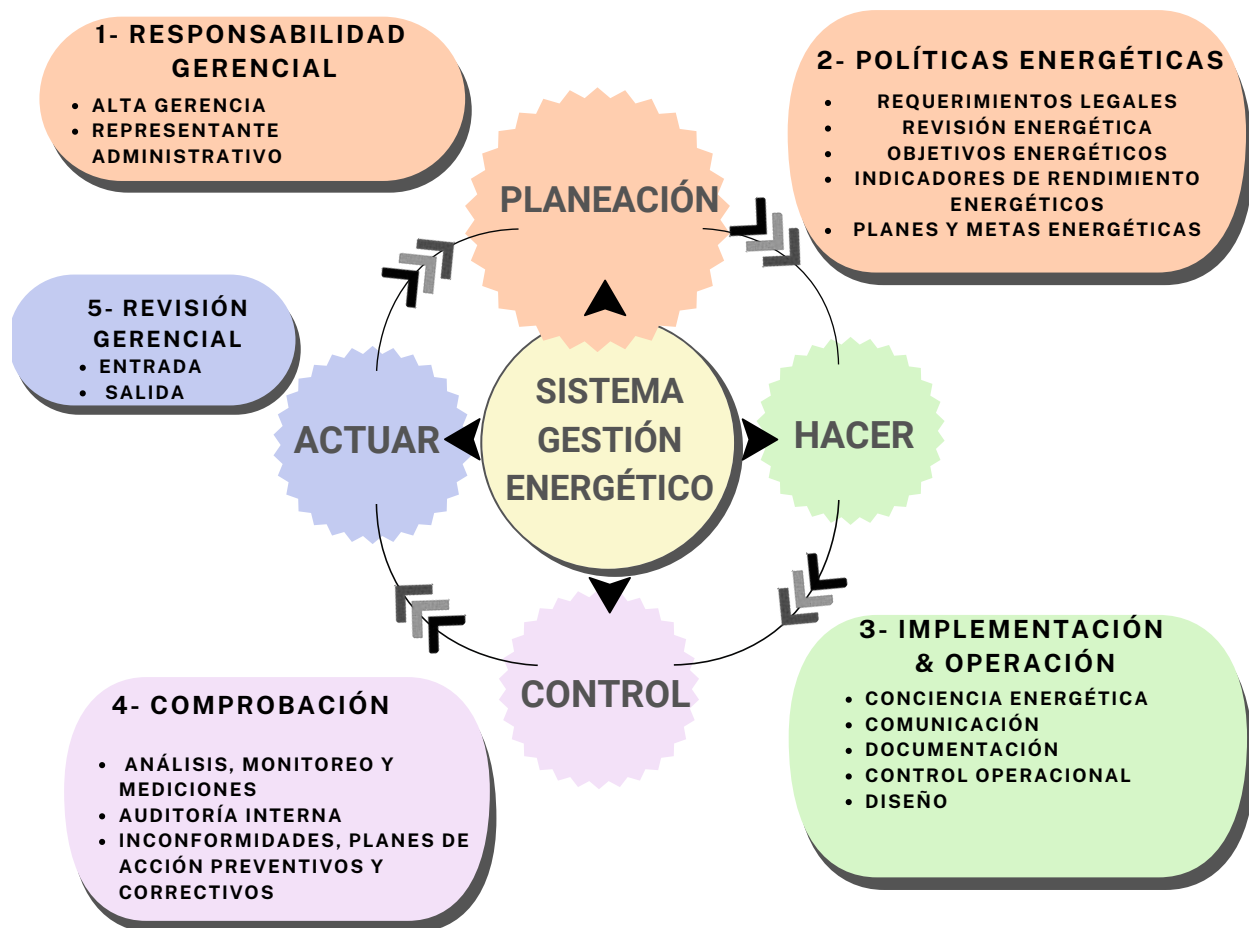 1- RESPONSABILIDAD
GERENCIAL
• ALTA GERENCIA
• REPRESENTANTE
ADMINISTRATIVO
2- POLÍTICAS ENERGÉTICAS
• REQUERIMIENTOS LEGALES
• REVISIÓN ENERGÉTICA
• OBJETIVOS ENERGÉTICOS
• INDICADORES DE RENDIMIENTO
ENERGÉTICOS
• PLANES Y METAS ENERGÉTICAS
PLANEACIÓN
5- REVISIÓN
GERENCIAL
• ENTRADA
• SALIDA
ACTUAR
SISTEMA
GESTIÓN
ENERGÉTICO
HACER
CONTROL
3- IMPLEMENTACIÓN
& OPERACIÓN
• CONCIENCIA ENERGÉTICA
• COMUNICACIÓN
• DOCUMENTACIÓN
• CONTROL OPERACIONAL
• DISEÑO
4- COMPROBACIÓN
• ANÁLISIS, MONITOREO Y
MEDICIONES
• AUDITORÍA INTERNA
• INCONFORMIDADES, PLANES DE
ACCIÓN PREVENTIVOS Y
CORRECTIVOS